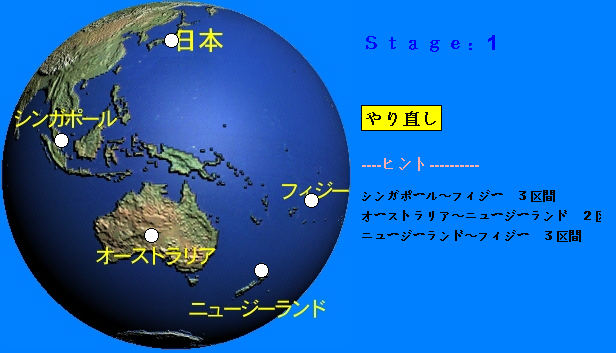 日本
Ｓｔａｇｅ：１
やり直し
シンガポール
----ヒント----------
フィジー
シンガポール～フィジー　３区間
オーストラリア～ニュージーランド　２
ニュージーランド～フィジー　３区間
オーストラリア
ニュージーランド